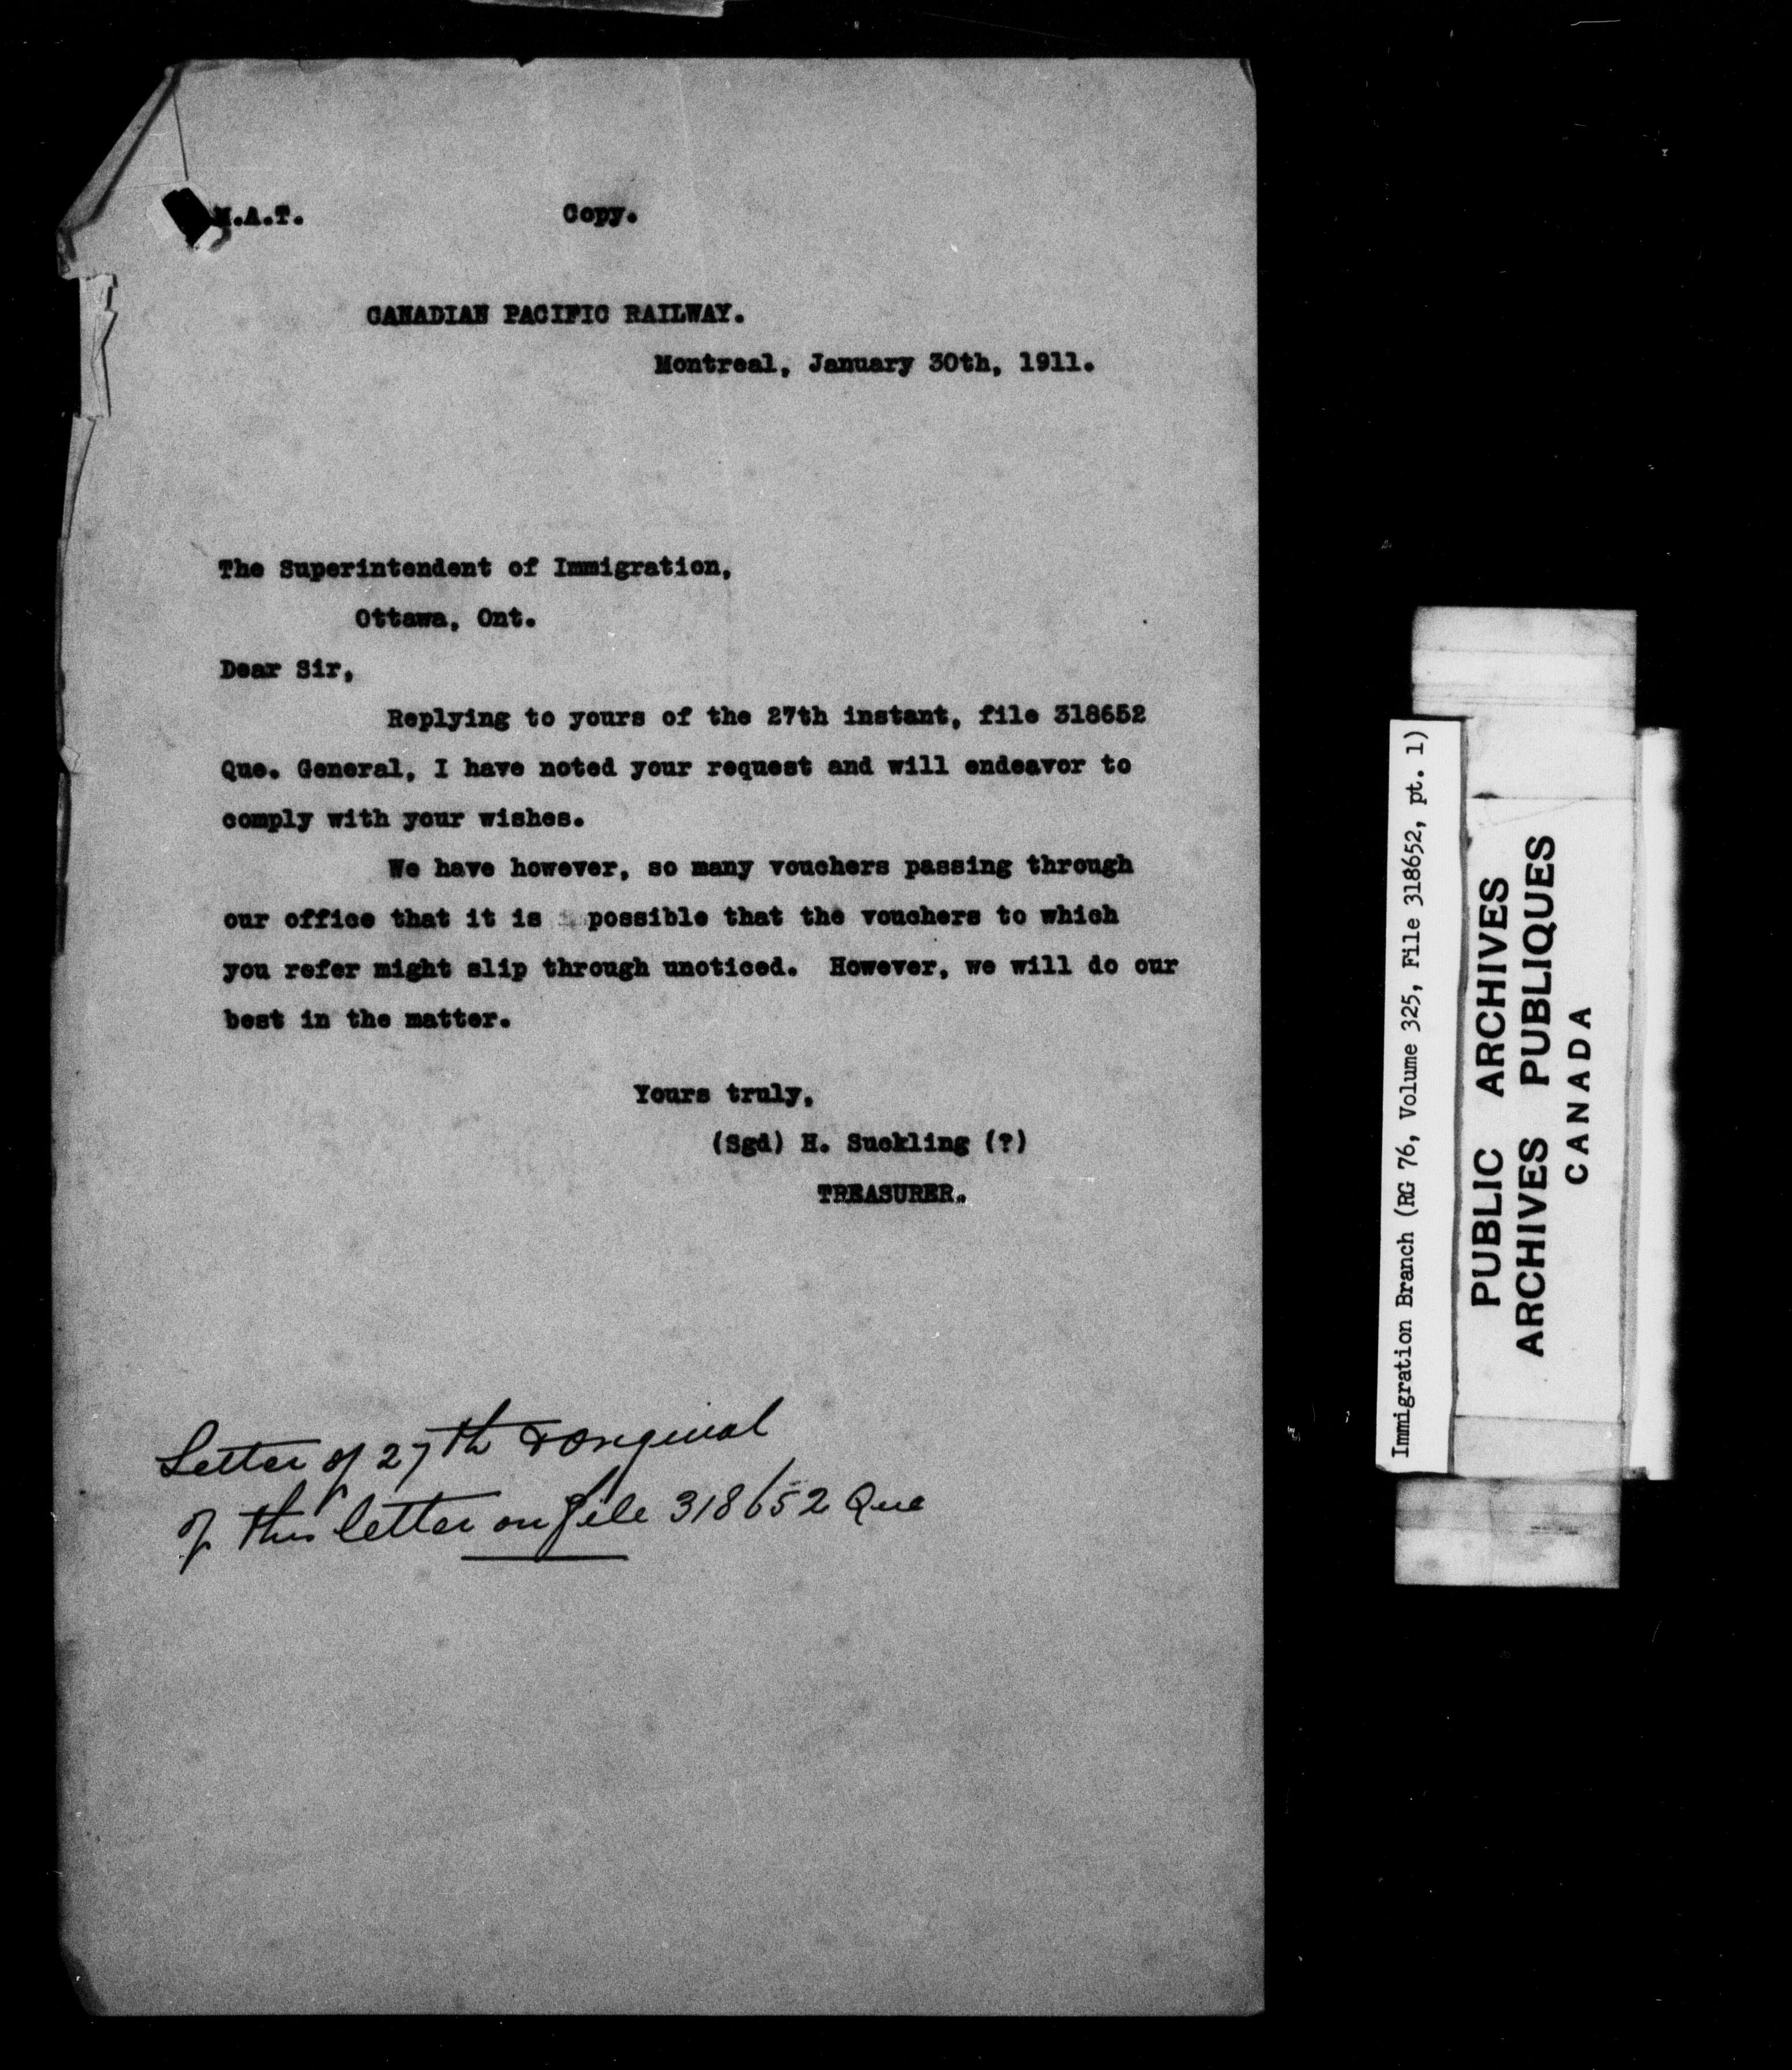 M.A.T. Copy.
CANADIAN PACIFIC RAILWAY.
Montreal, January 30th, 1911.
The Superintendent of Immigration,
Ottawa, Ont.
Dear Sir,
Replying to yours of the 27th instant, file 318652
Que. General, I have noted your request and will endeavor to
comply with your wishes.
We have however, so many vouchers passing through
our office that it is possible that the vouchers to which
you refer might slip through unoticed. However, we will do our
best in the matter.
Yours truly,
(Sgd) H. Suckling (?)
TREASURER.
Letter of 27th & original
of this letter on file 318652 Que
Immigration Branch (RG 76, Volume 325, File 318652, pt. 1)
PUBLIC ARCHIVES
ARCHIVES PUBLIQUES
CANADA